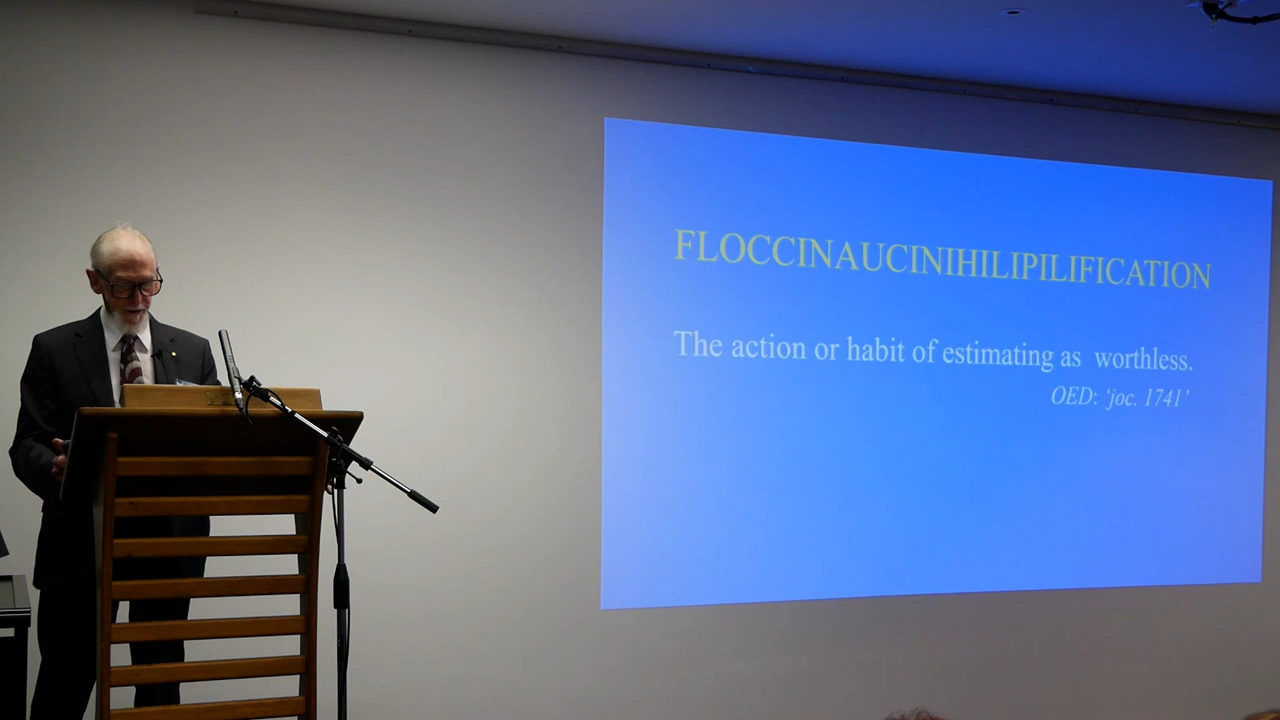 FLOCCINAUCINIHILIPILIFICATION
The action or habit of estimating as worthless.
OED: ‘joc. 1741’